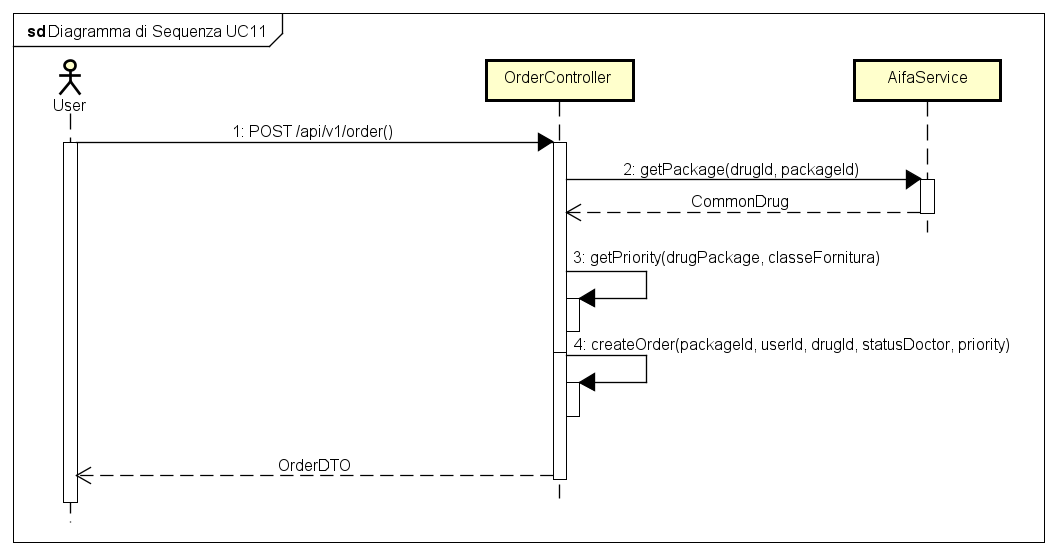 sd Diagramma di Sequenza UC11
User
OrderController
AifaService
1: POST /api/v1/order()
2: getPackage(drugId, packageId)
CommonDrug
3: getPriority(drugPackage, classeFornitura)
4: createOrder(packageId, userId, drugId, statusDoctor, priority)
OrderDTO